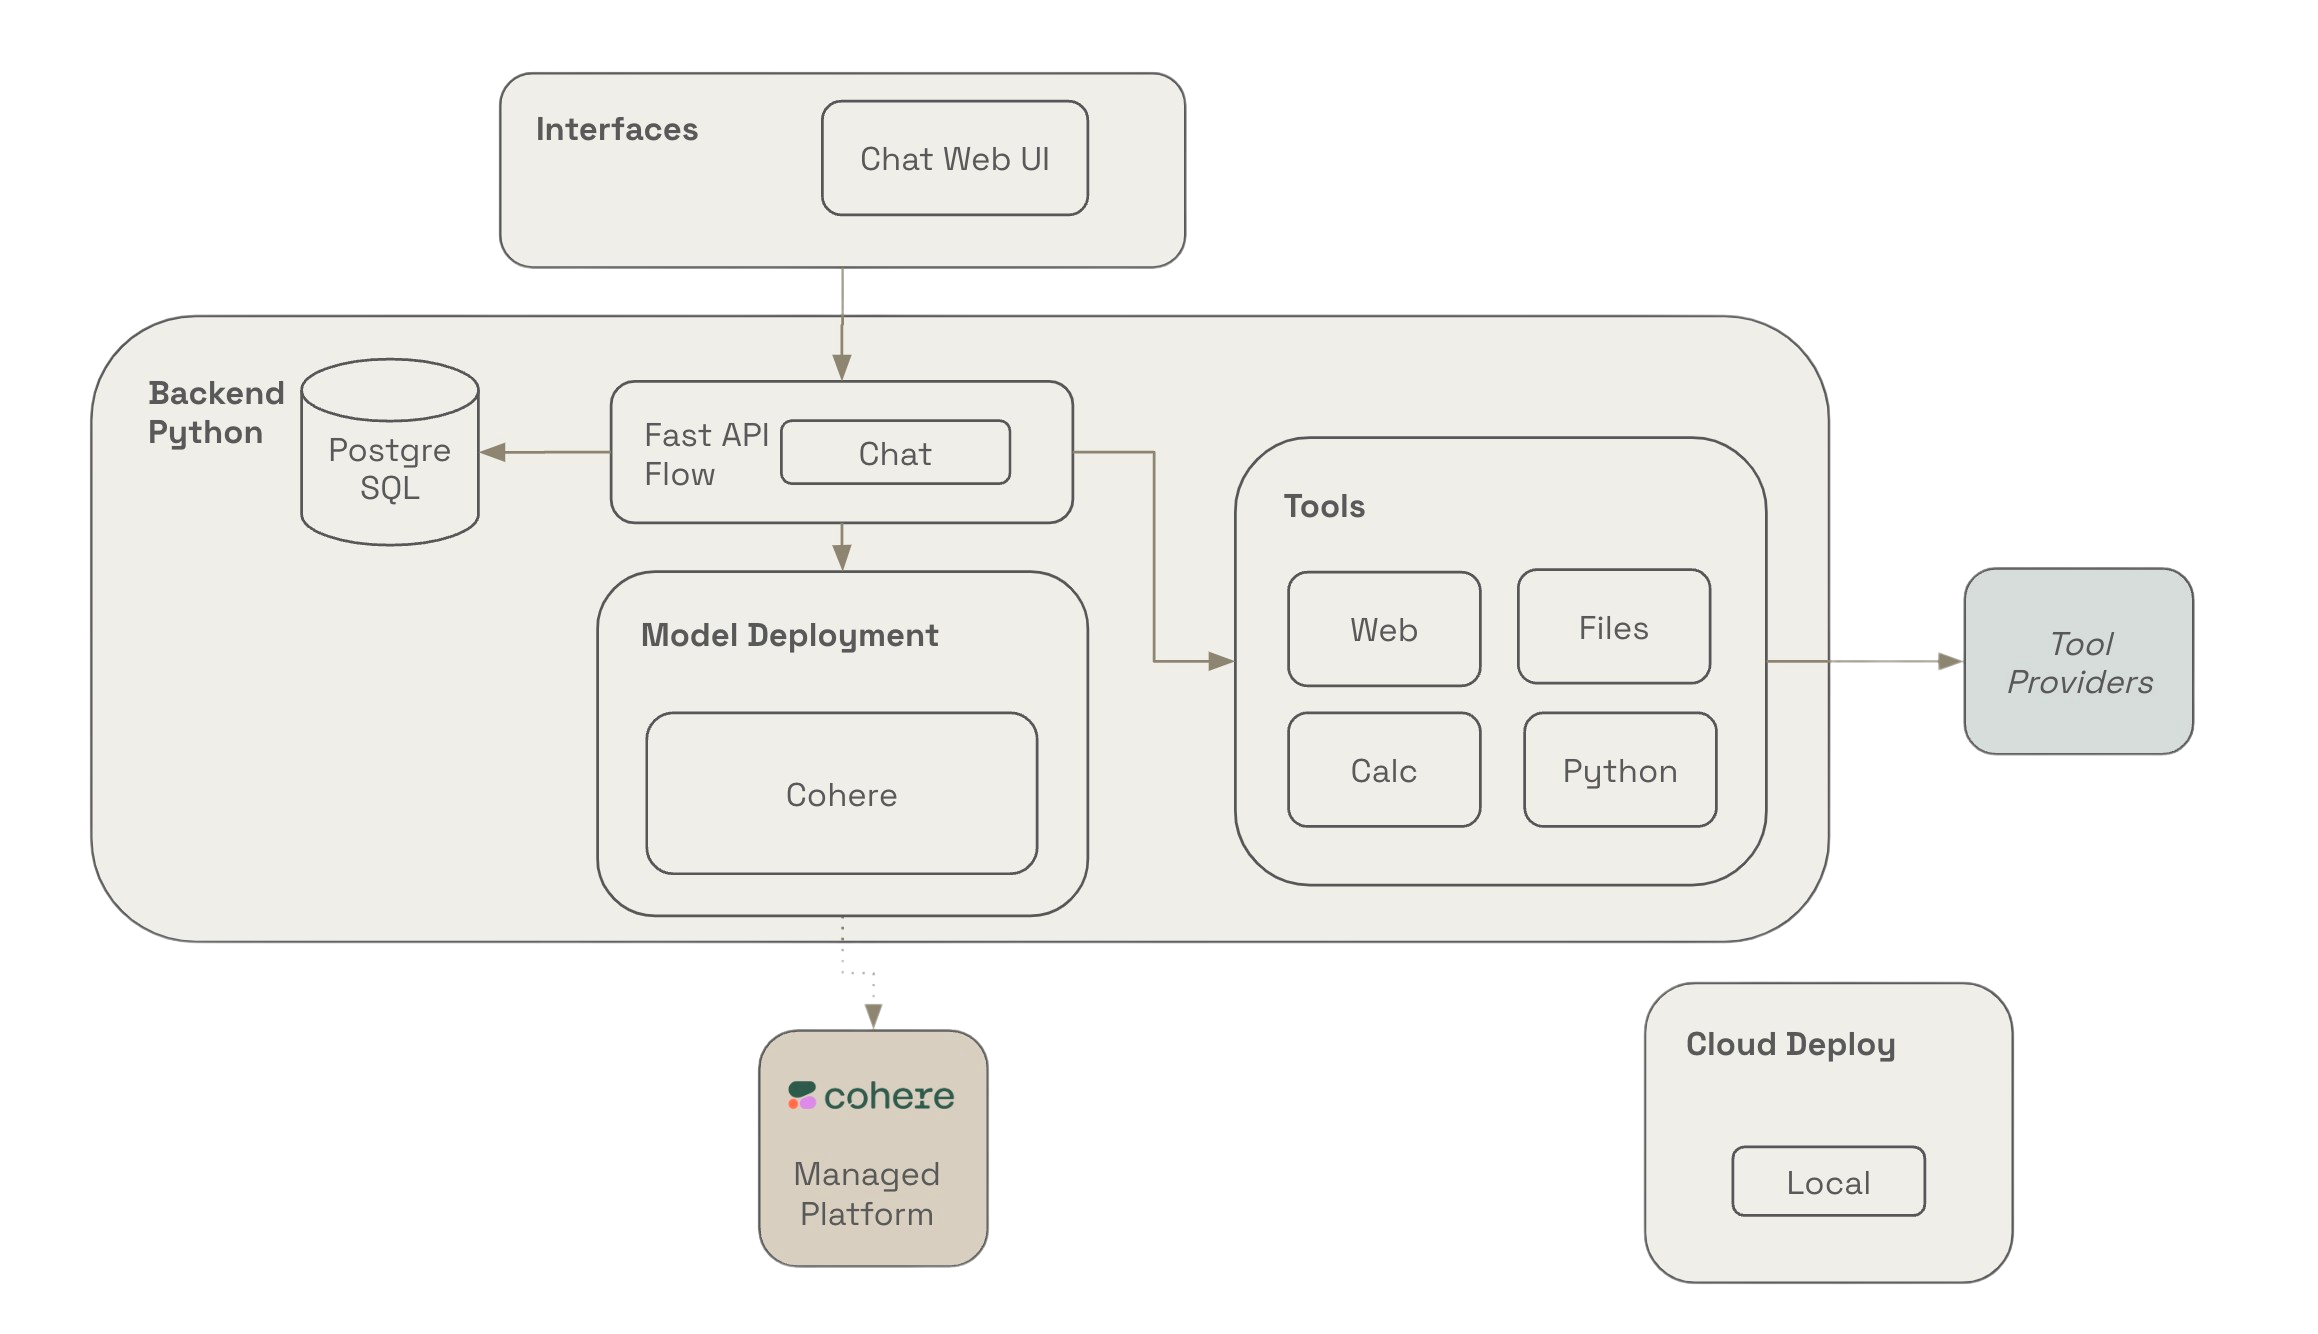 Interfaces
Chat Web UI
Backend
Python
Postgre
SQL
Fast API
Flow
Chat
Tools
Web
Files
Calc
Python
Model Deployment
Cohere
Tool
Providers
cohere
Managed
Platform
Cloud Deploy
Local